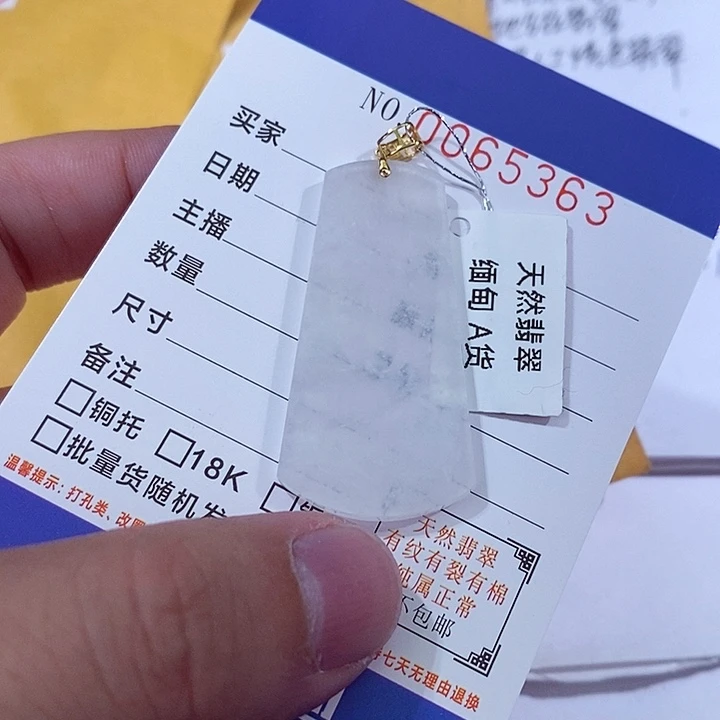 NO 0065363
买家
日期
主播
数量
尺寸
备注
天然翡翠
缅甸 A货
铜托
18K
批量货随机发
温馨提示：打孔类、改
天然翡翠
有纹有裂有棉
纯属正常
不包邮
七天无理由退换